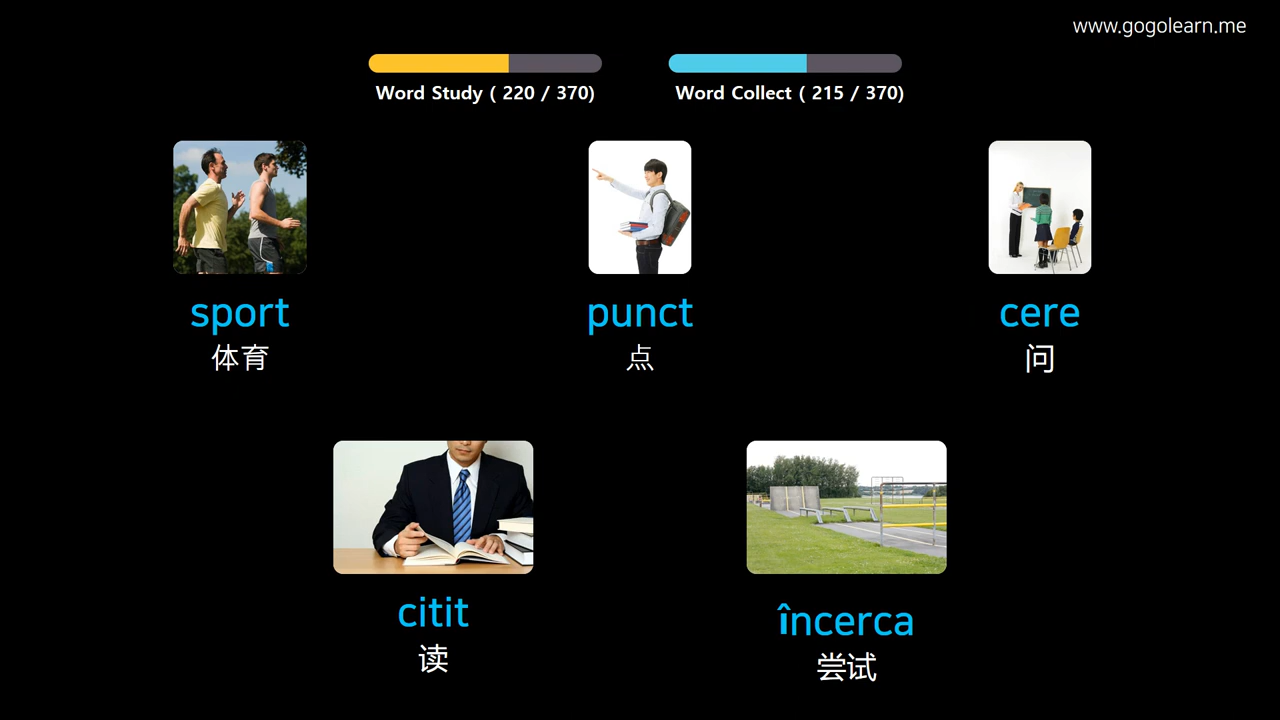 www.gogolearn.me
Word Study ( 220 / 370)
Word Collect ( 215 / 370)
sport
体育
punct
点
cere
问
citit
读
încerca
尝试